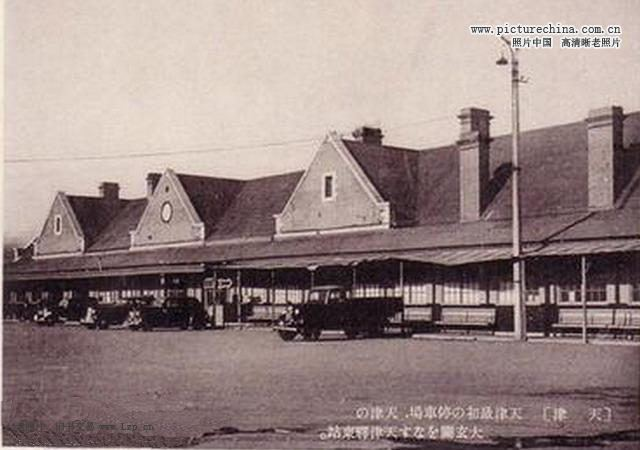 www.picturechina.com.cn
照片中国 高清晰老照片
〔天 津〕 天津最初の停車場、天津の
大玄關をなす天津驛東站。